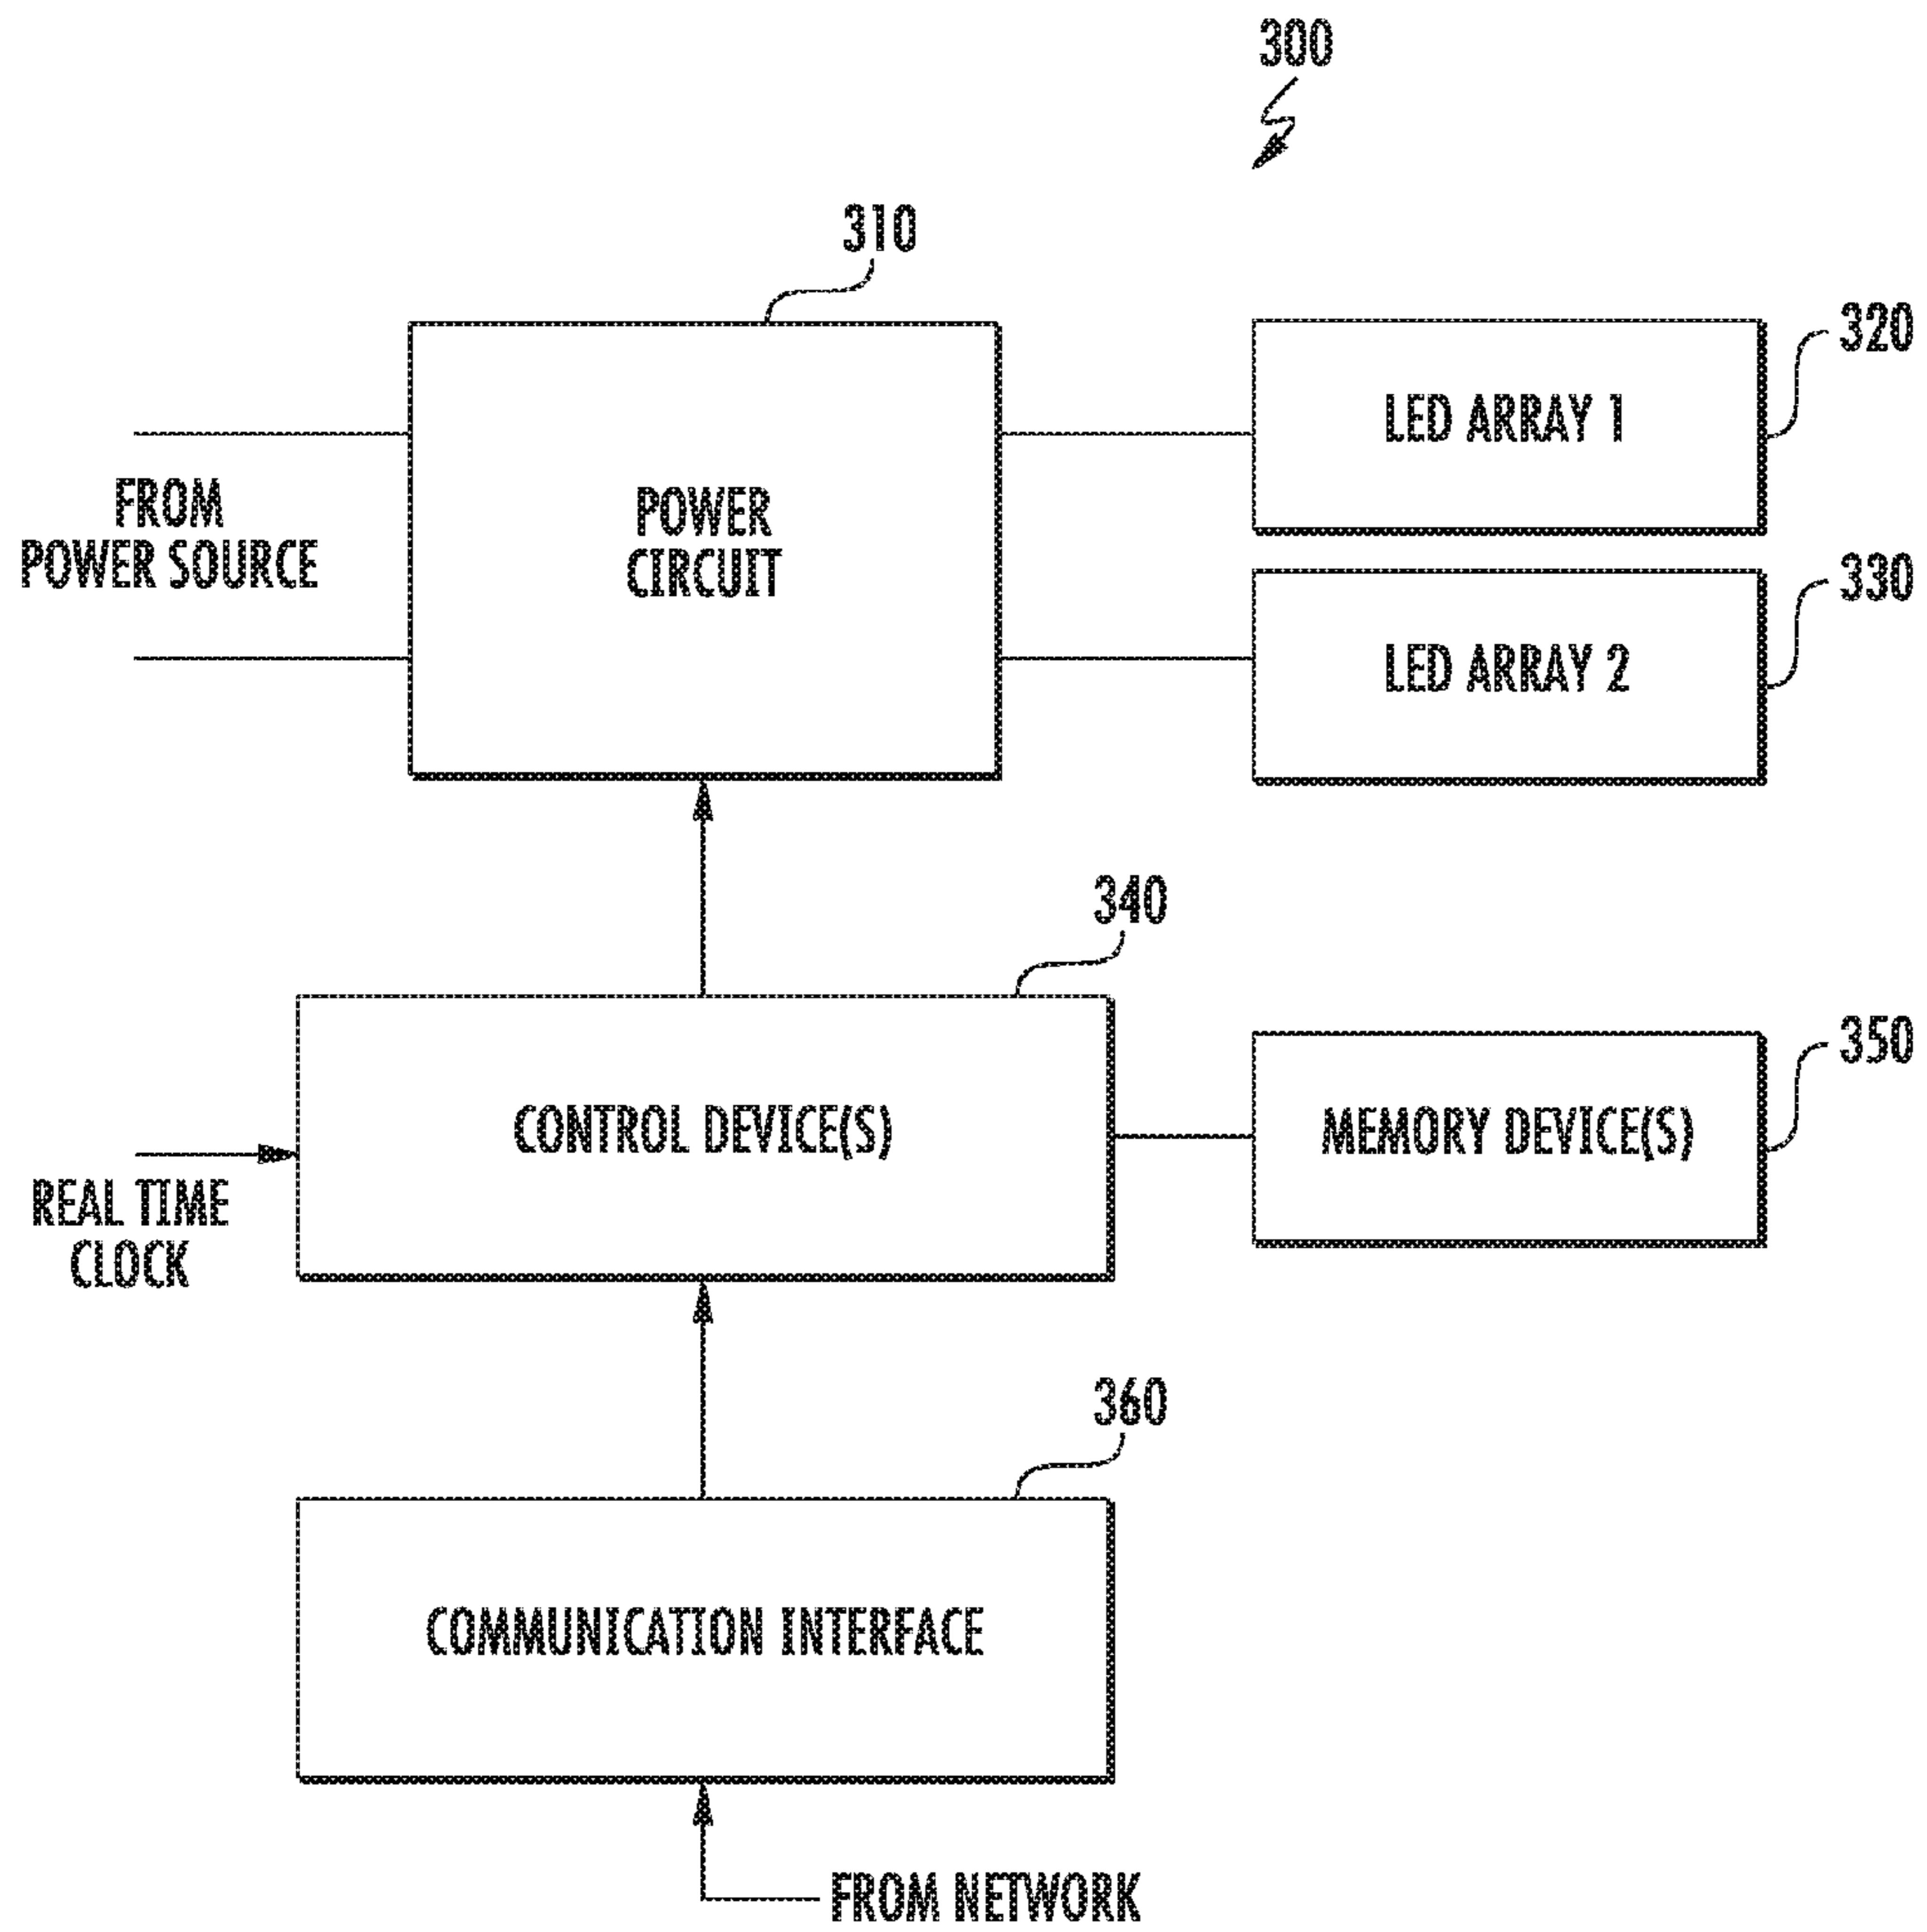 300
310
320
LED ARRAY 1
FROM
POWER SOURCE
POWER
CIRCUIT
330
LED ARRAY 2
340
350
CONTROL DEVICE(S)
MEMORY DEVICE(S)
REAL TIME
CLOCK
360
COMMUNICATION INTERFACE
FROM NETWORK